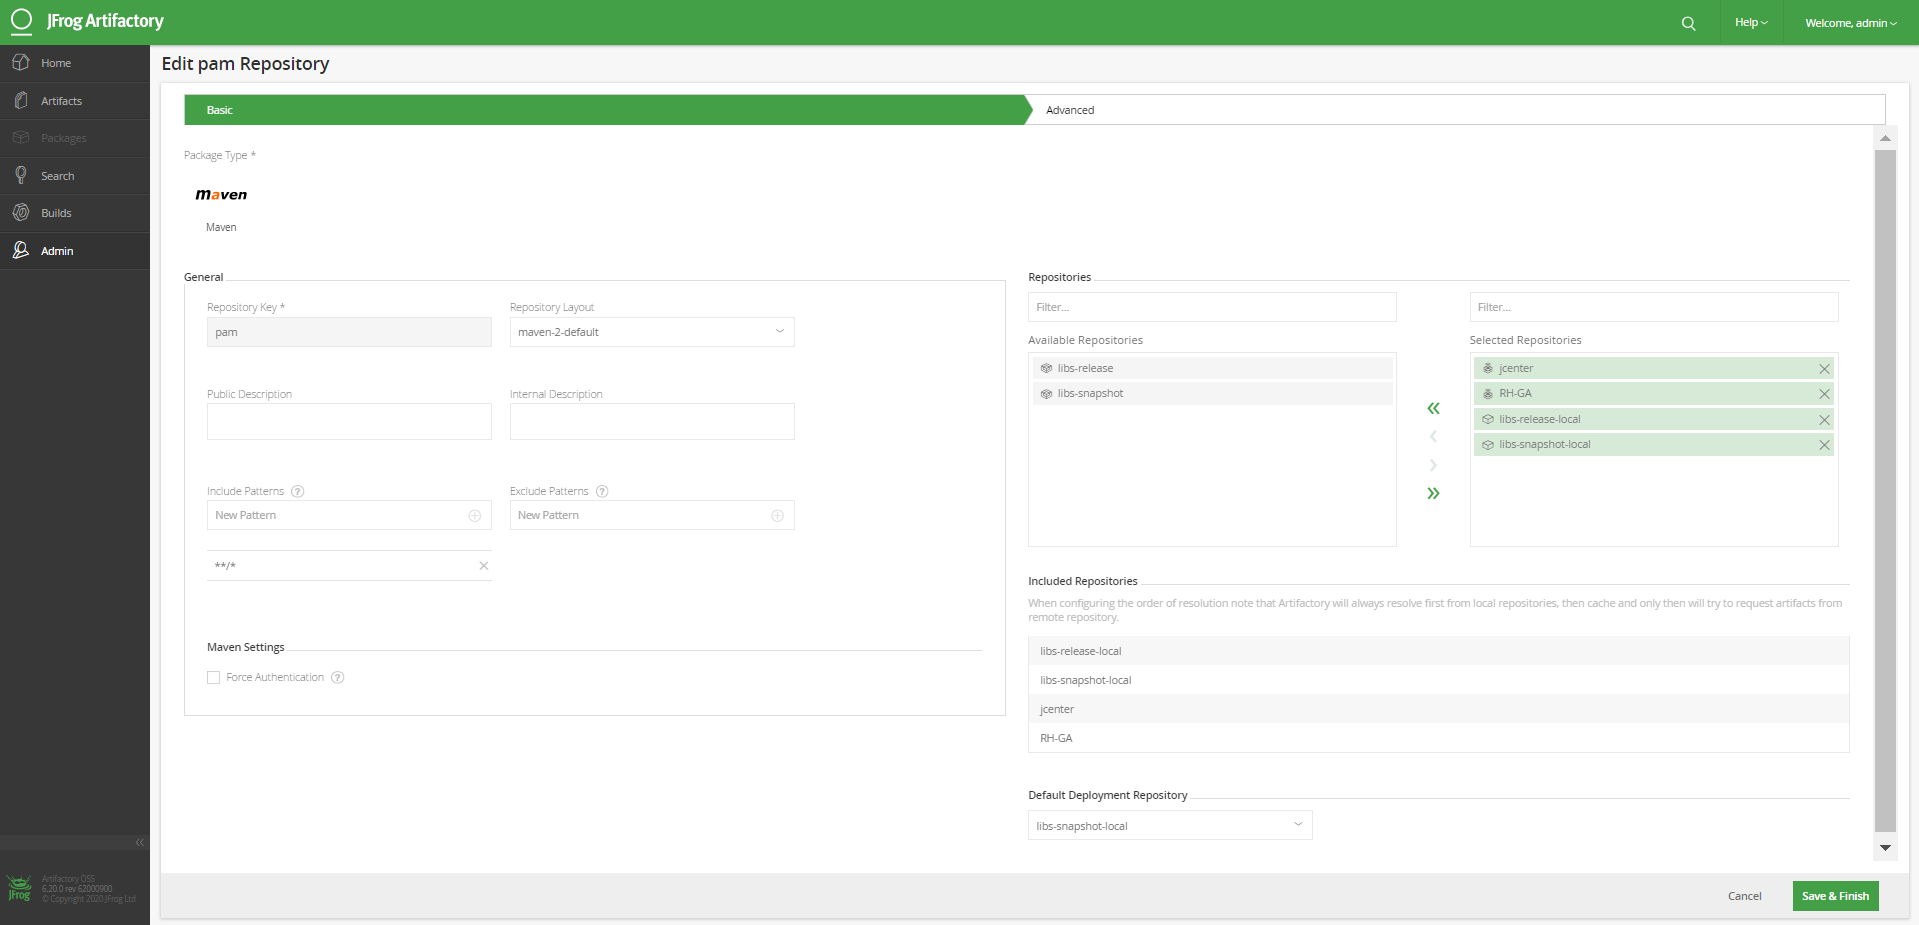 JFrog Artifactory
Help
Welcome, admin
Home
Artifacts
Packages
Search
Builds
Admin
Edit pam Repository
Basic
Advanced
Package Type *
maven
Maven
General
Repository Key *
pam
Repository Layout
maven-2-default
Public Description
Internal Description
Include Patterns ?
New Pattern
Exclude Patterns ?
New Pattern
**/*
Maven Settings
Force Authentication ?
Repositories
Filter...
Filter...
Available Repositories
libs-release
libs-snapshot
Selected Repositories
jcenter
RH-GA
libs-release-local
libs-snapshot-local
Included Repositories
When configuring the order of resolution note that Artifactory will always resolve first from local repositories, then cache and only then will try to request artifacts from
remote repository.
libs-release-local
libs-snapshot-local
jcenter
RH-GA
Default Deployment Repository
libs-snapshot-local
Cancel
Save & Finish
JFrog
Artifactory OSS
6.20.0 rev 62000900
© Copyright 2020 JFrog Ltd